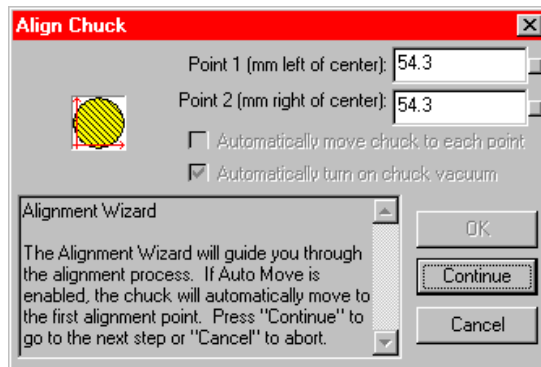 Align Chuck
Point 1 (mm left of center): 54.3
Point 2 (mm right of center): 54.3
Automatically move chuck to each point
Automatically turn on chuck vacuum
Alignment Wizard
The Alignment Wizard will guide you through
the alignment process. If Auto Move is
enabled, the chuck will automatically move to
the first alignment point. Press "Continue" to
go to the next step or "Cancel" to abort.
OK
Continue
Cancel